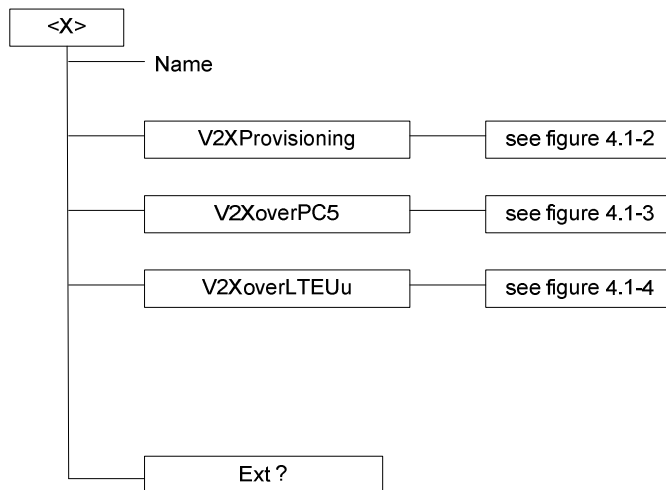 <X>
Name
V2XProvisioning
see figure 4.1-2
V2XoverPC5
see figure 4.1-3
V2XoverLTEUu
see figure 4.1-4
Ext ?